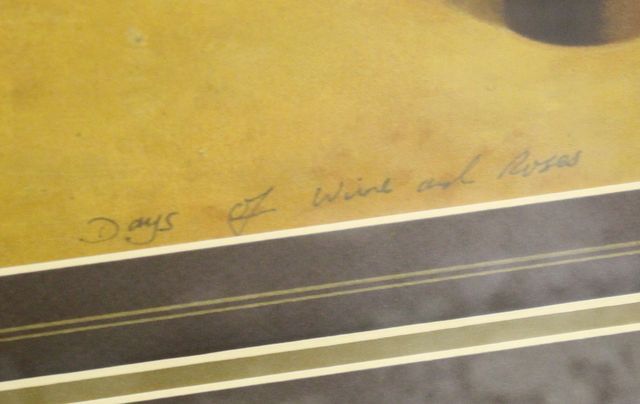 Days of Wine and Roses